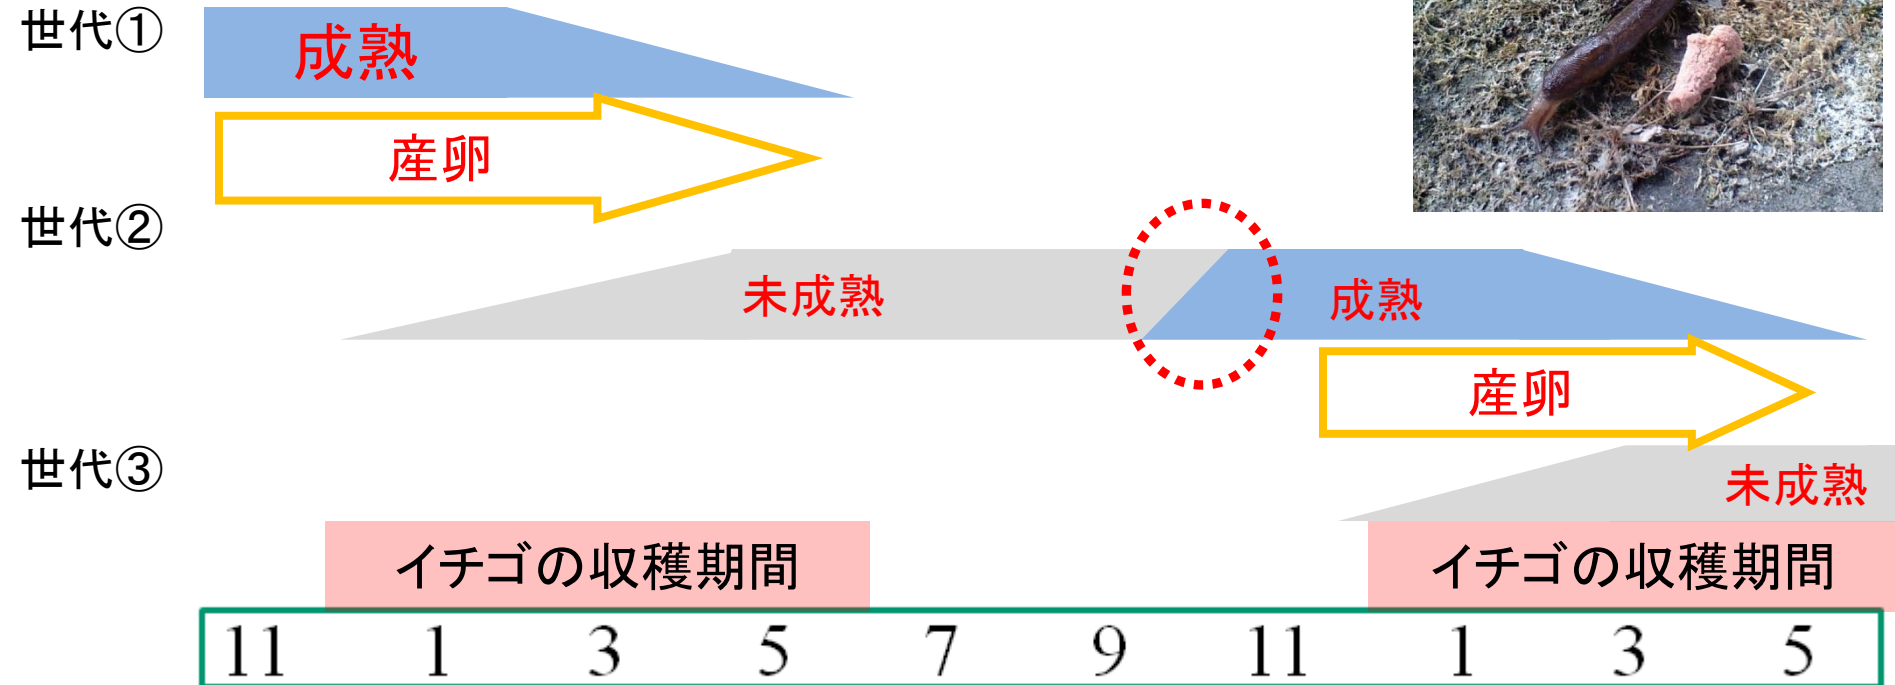 世代①
成熟
産卵
世代②
未成熟
成熟
産卵
世代③
未成熟
イチゴの収穫期間
イチゴの収穫期間
11 1 3 5 7 9 11 1 3 5